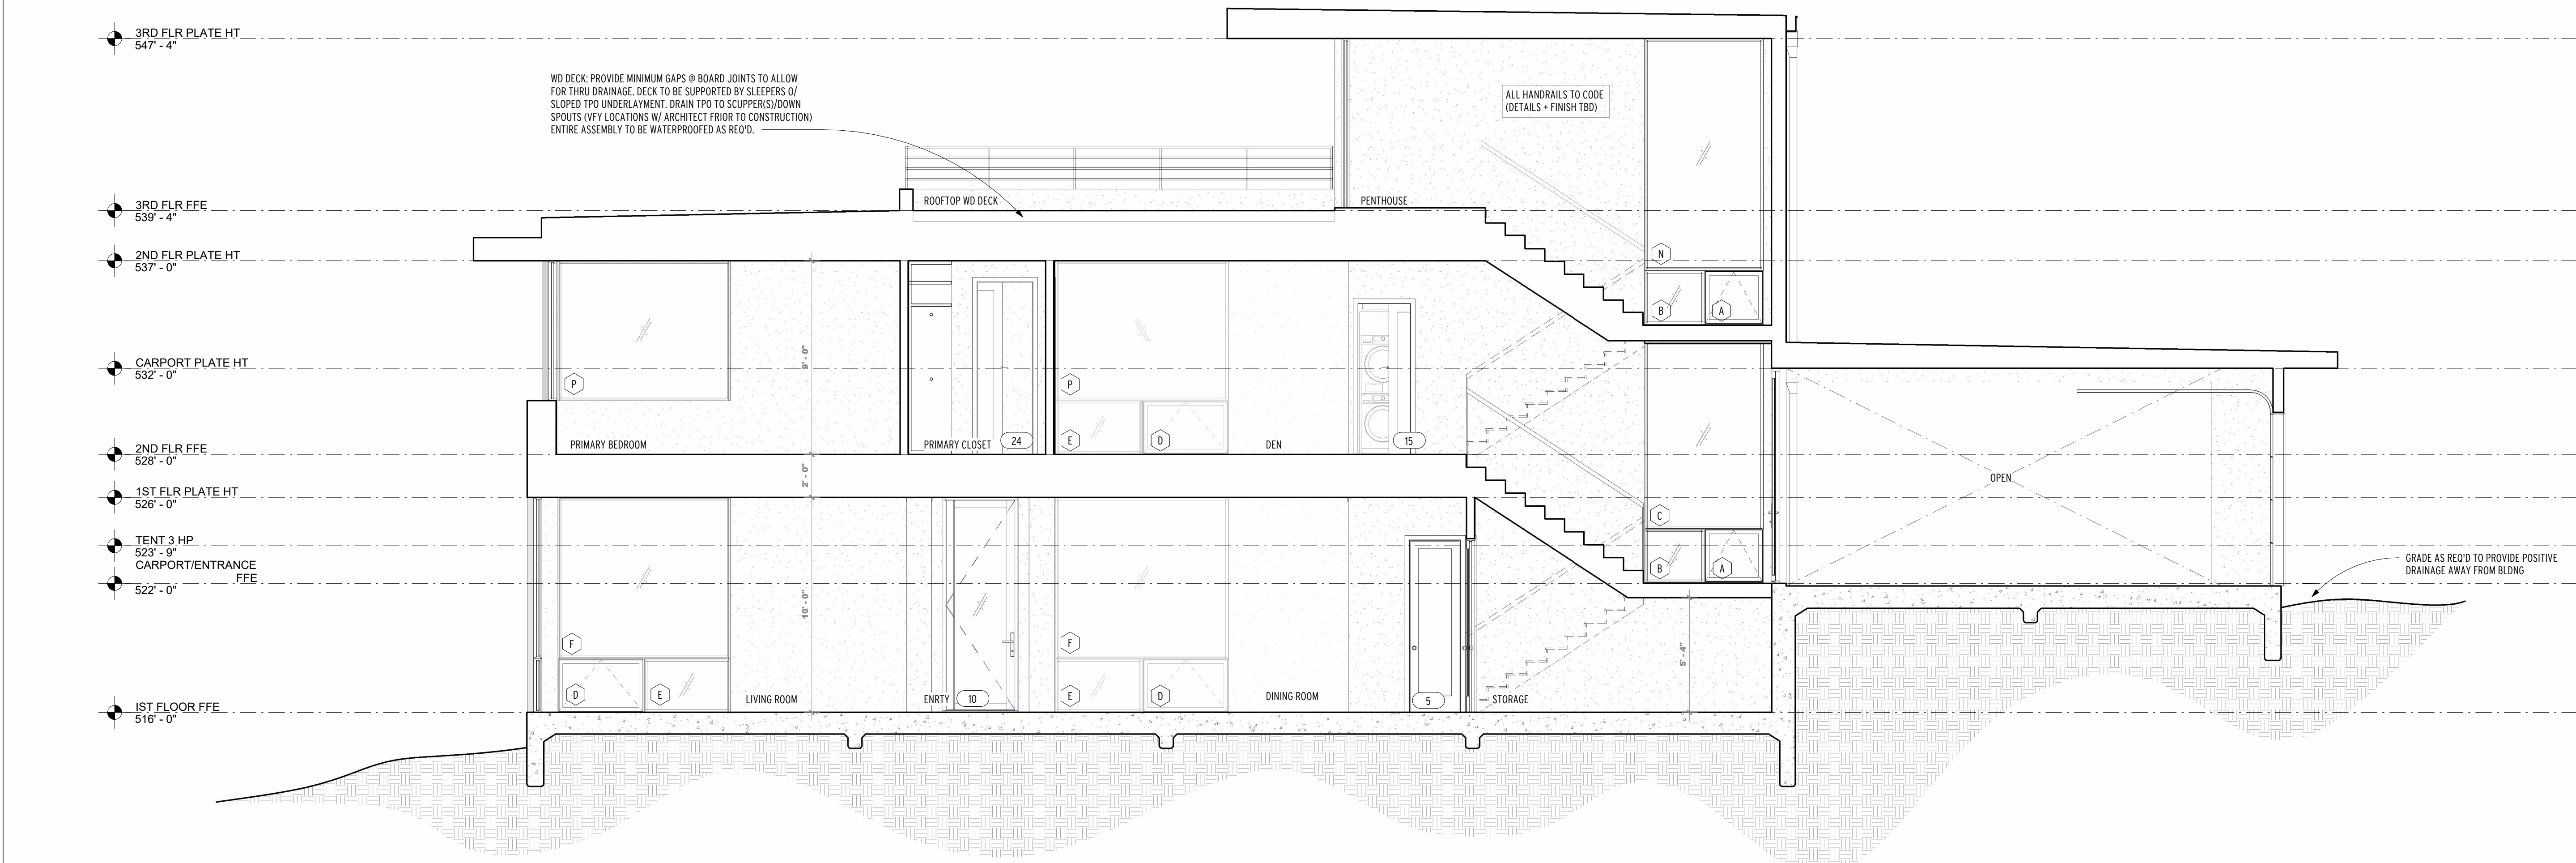 3RD FLR PLATE HT
547' - 4"
WD DECK: PROVIDE MINIMUM GAPS @ BOARD JOINTS TO ALLOW
FOR THRU DRAINAGE. DECK TO BE SUPPORTED BY SLEEPERS O/
SLOPED TPO UNDERLAYMENT. DRAIN TPO TO SCUPPER(S)/DOWN
SPOUTS (VFY LOCATIONS W/ ARCHITECT FRIOR TO CONSTRUCTION)
ENTIRE ASSEMBLY TO BE WATERPROOFED AS REQ'D.
ALL HANDRAILS TO CODE
(DETAILS + FINISH TBD)
3RD FLR FFE
539' - 4"
ROOFTOP WD DECK
PENTHOUSE
2ND FLR PLATE HT
537' - 0"
N
B
A
CARPORT PLATE HT
532' - 0"
9' - 0"
P
P
2ND FLR FFE
528' - 0"
PRIMARY BEDROOM
PRIMARY CLOSET
24
E
D
DEN
15
2' - 0"
1ST FLR PLATE HT
526' - 0"
OPEN
C
TENT 3 HP
523' - 9"
CARPORT/ENTRANCE
FFE
522' - 0"
B
A
GRADE AS REQ'D TO PROVIDE POSITIVE
DRAINAGE AWAY FROM BLDNG
10' - 0"
F
F
5' - 4"
IST FLOOR FFE
516' - 0"
D
E
LIVING ROOM
ENRTY
10
E
D
DINING ROOM
5
STORAGE